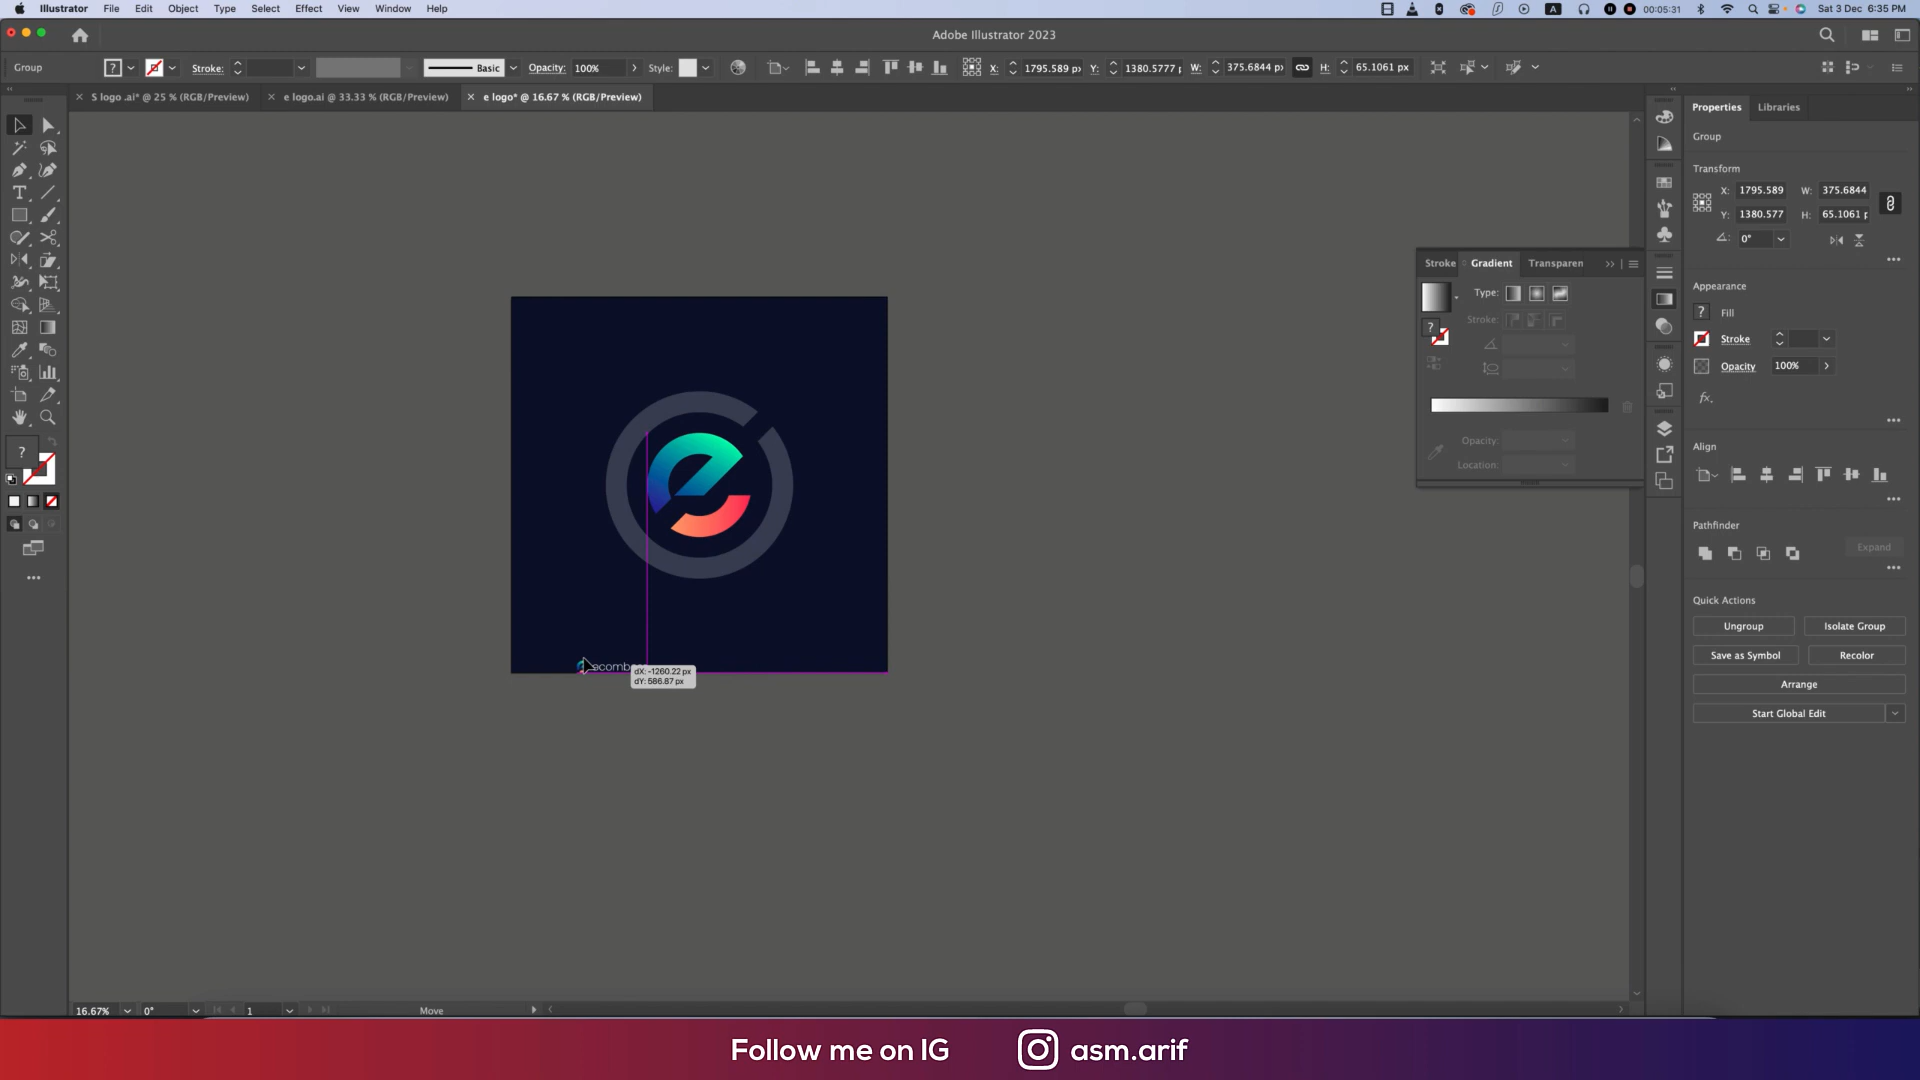 Illustrator File Edit Object Type Select Effect View Window Help
A 00:05:31 Sat 3 Dec 6:35 PM
Adobe Illustrator 2023
Group ? Stroke: Basic Opacity: 100% Style: X: 1795.589 p Y: 1380.5777 W: 375.6844 p H: 65.1061 px
S logo .ai* @ 25 % (RGB/Preview) e logo.ai @ 33.33 % (RGB/Preview) e logo* @ 16.67 % (RGB/Preview)
Properties Libraries
Group
Transform
X: 1795.589 W: 375.6844
Y: 1380.577 H: 65.1061 p
0°
Stroke Gradient Transparen
Type:
Stroke:
?
Opacity:
Location:
Appearance
? Fill
Stroke
Opacity 100%
fx.
Align
Pathfinder
Expand
Quick Actions
Ungroup Isolate Group
Save as Symbol Recolor
Arrange
Start Global Edit
?
e
ecomb
dX: -1260.22 px
dY: 586.87 px
16.67% 0° 1 Move
Follow me on IG asm.arif